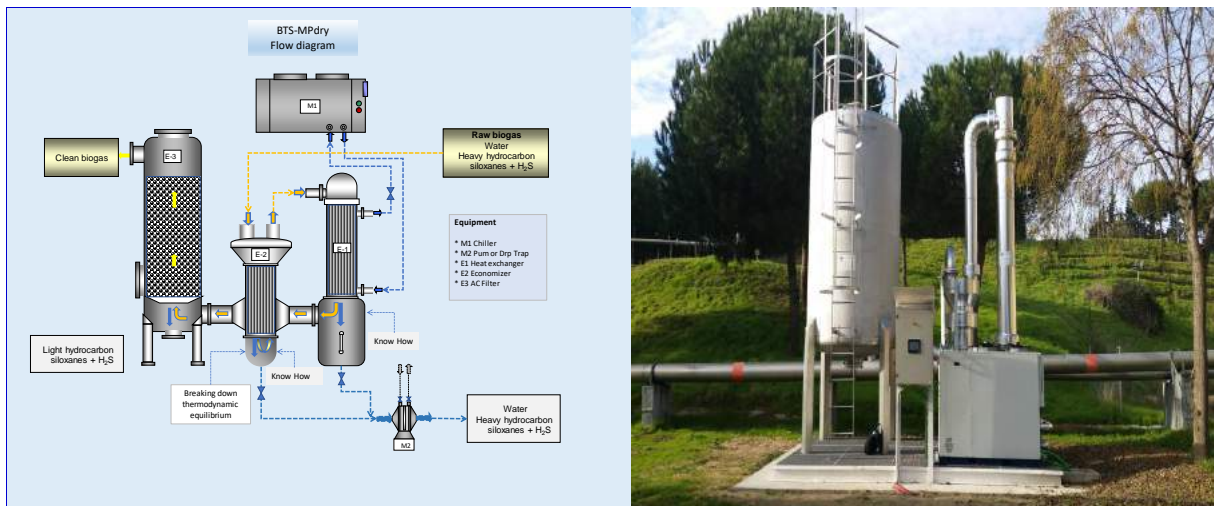 BTS-MPdry
Flow diagram
M1
E-3
Clean biogas
Raw biogas
Water
Heavy hydrocarbon
siloxanes + H2S
E-2
E-1
Equipment
* M1 Chiller
* M2 Pum or Drp Trap
* E1 Heat exchanger
* E2 Economizer
* E3 AC Filter
Know How
Light hydrocarbon
siloxanes + H2S
Know How
Breaking down
thermodynamic
equilibrium
Water
Heavy hydrocarbon
siloxanes + H2S
M2